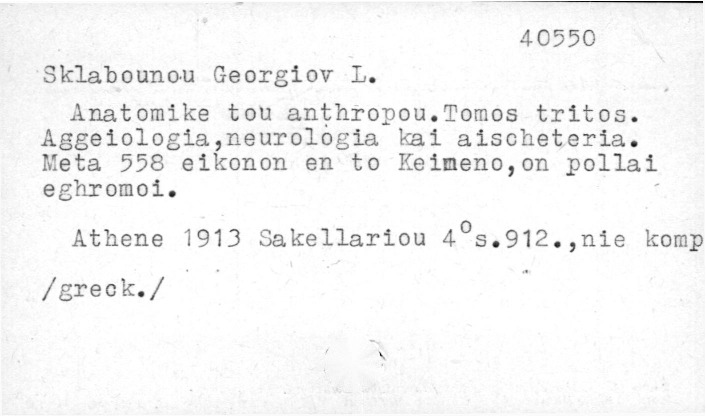 40550
Sklabounou Georgiov L.
Anatomike tou anthropou.Tomos tritos.
Aggeiologia,neurologia kai aischeteria.
Meta 558 eikonon en to Keimeno,on pollai
eghromoi.
Athene 1913 Sakellariou 4°s.912.,nie komp
/greck./